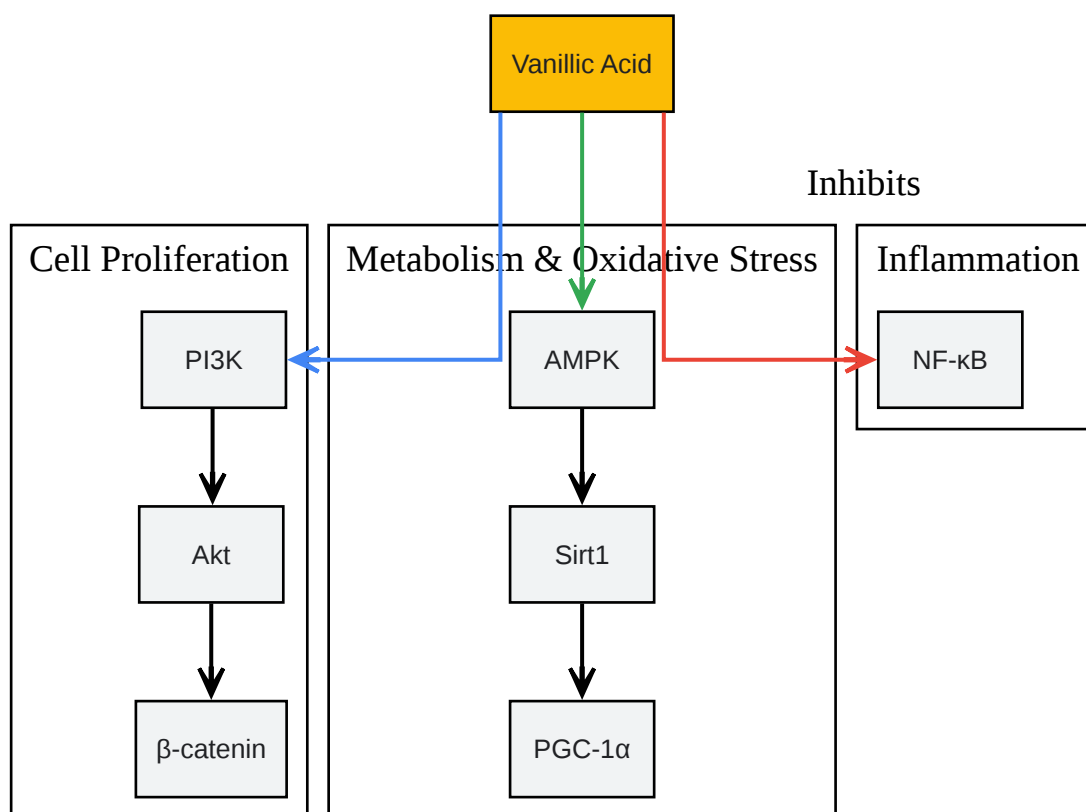 Vanillic Acid
Inhibits
Cell Proliferation
Metabolism & Oxidative Stress
Inflammation
PI3K
AMPK
NF-κB
Akt
Sirt1
β-catenin
PGC-1α